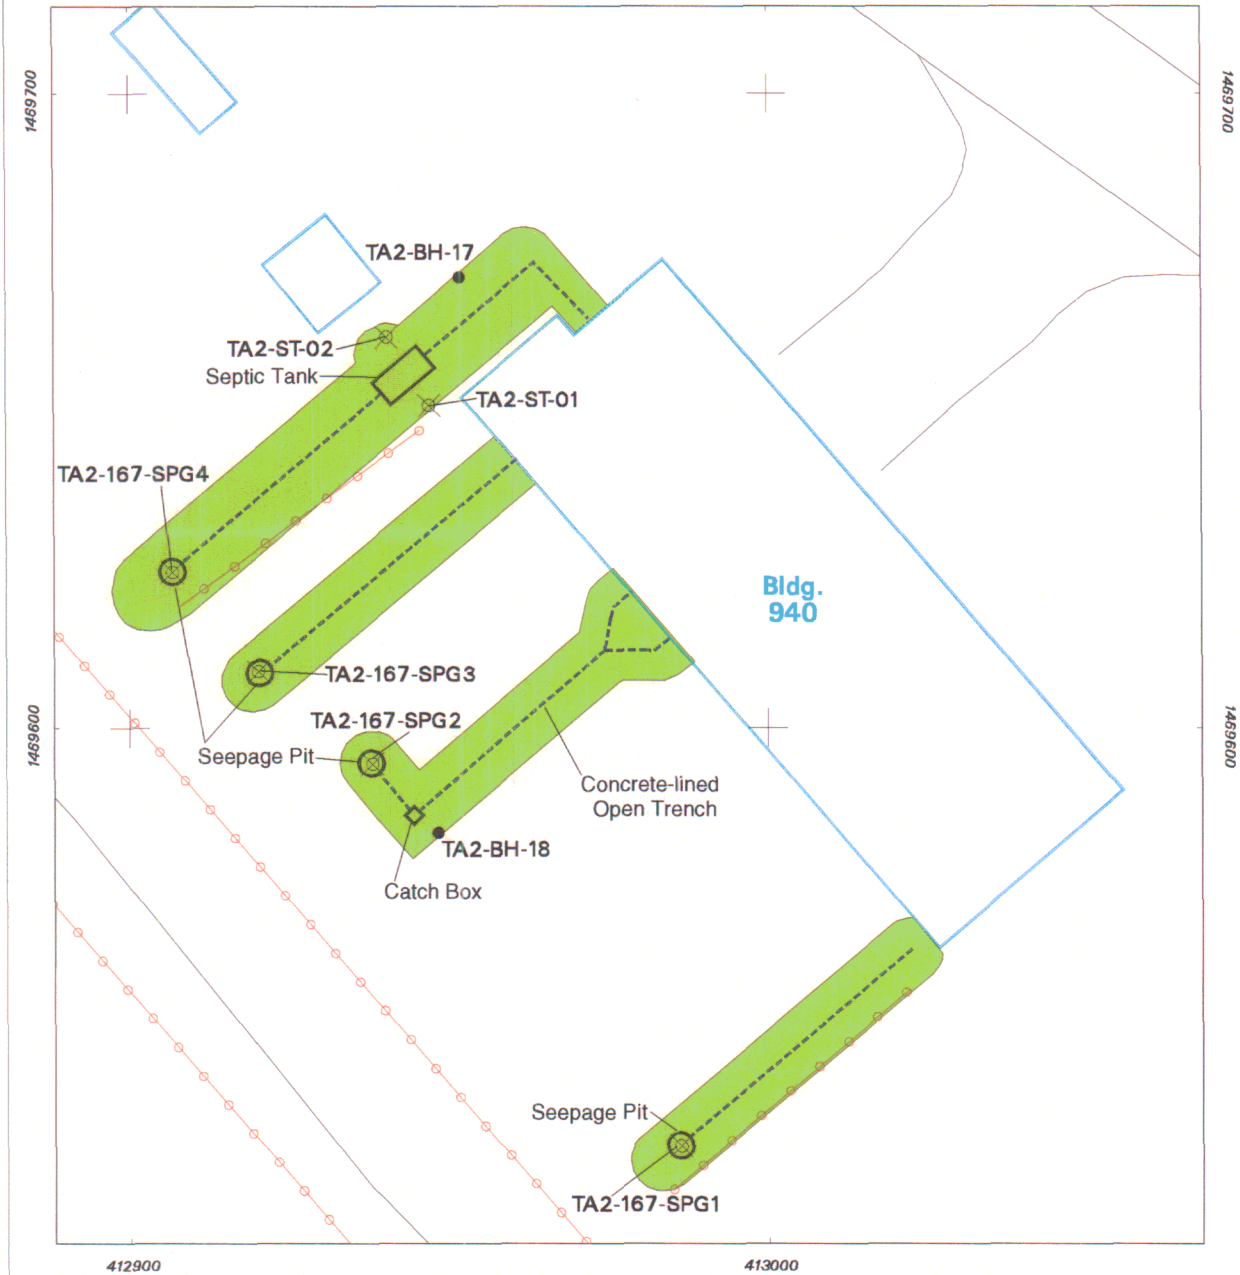 1469700
1469700
TA2-BH-17
TA2-ST-02
Septic Tank
TA2-ST-01
TA2-167-SPG4
Bldg.
940
TA2-167-SPG3
TA2-167-SPG2
1469600
1469600
Seepage Pit
Concrete-lined
Open Trench
TA2-BH-18
Catch Box
Seepage Pit
TA2-167-SPG1
412900
413000